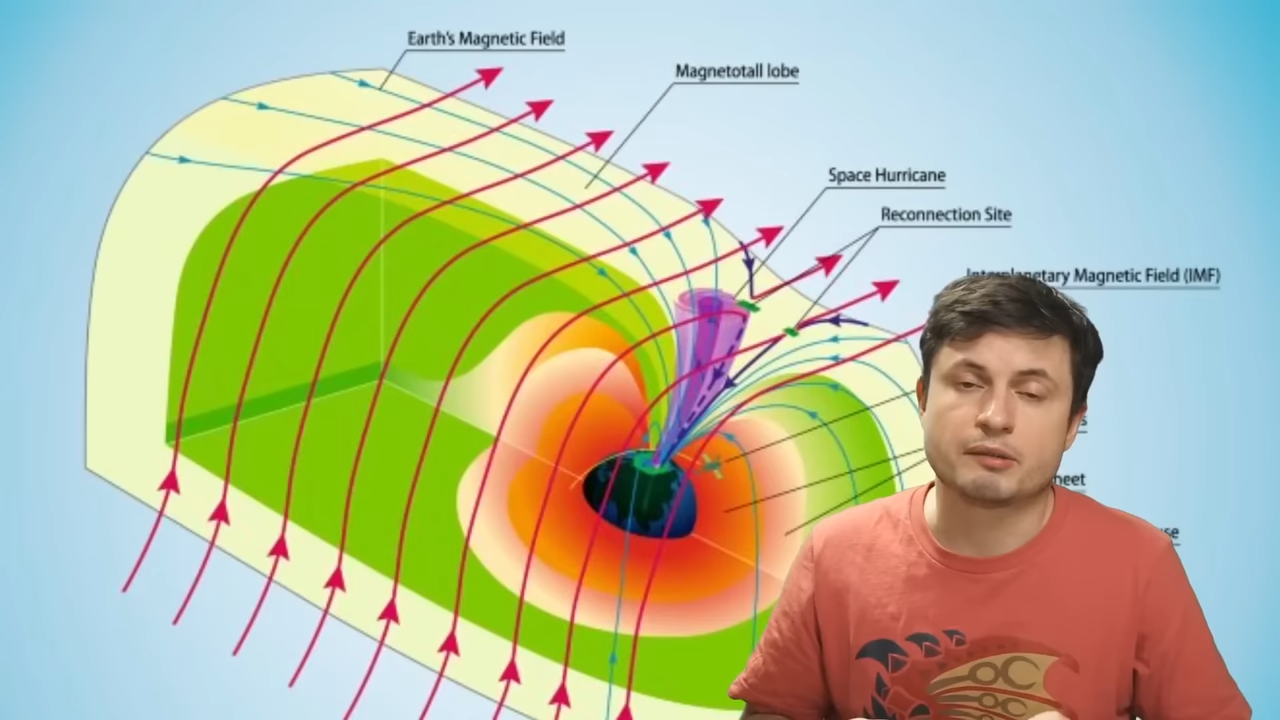 Earth's Magnetic Field
Magnetotall lobe
Space Hurricane
Reconnection Site
Interplanetary Magnetic Field (IMF)